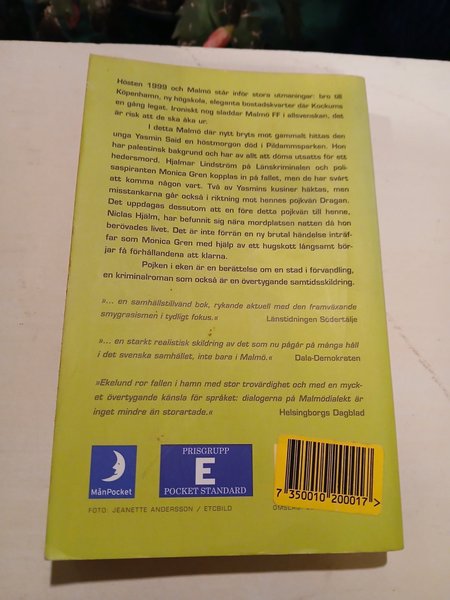 Hösten 1999 och Malmö står inför stora utmaningar: bro till
Köpenhamn, ny högskola, eleganta bostadskvarter där Kockums
en gång legat. Ironiskt nog sladdar Malmö FF i allsvenskan, det
är risk att de ska åka ur.
I detta Malmö där nytt bryts mot gammalt hittas den
unga Yasmin Said en höstmorgon död i Pildammsparken. Hon
har palestinsk bakgrund och har av allt att döma utsatts för ett
hedersmord. Hjalmar Lindström på Länskriminalen och poli-
saspiranten Monica Gren kopplas in på fallet, men de har svårt
att komma någon vart. Två av Yasmins kusiner häktas, men
misstankarna går också i riktning mot hennes pojkvän Dragan.
Det uppdagas dessutom att en före detta pojkvän till henne,
Niclas Hjälm, har befunnit sig nära mordplatsen natten då hon
berövades livet. Det är inte förrän en ny brutal händelse inträf-
far som Monica Gren med hjälp av ett hugskott långsamt bör-
jar få förhållandena att klarna.
Pojken i eken är en berättelse om en stad i förvandling,
en kriminalroman som också är en övertygande samtidsskildring.
»... en samhällstillvänd bok, rykande aktuell med den framväxande
smygrasismen i tydligt fokus.« Länstidningen Södertälje
»... en starkt realistisk skildring av det som nu pågår på många håll
i det svenska samhället, inte bara i Malmö.« Dala-Demokraten
»Ekelund ror fallen i hamn med stor trovärdighet och med en myck-
et övertygande känsla för språket: dialogerna på Malmödialekt är
inget mindre än storartade.« Helsingborgs Dagblad
MånPocket
PRISGRUPP
E
POCKET STANDARD
7 350010 200017 >
FOTO: JEANETTE ANDERSSON / ETCBILD